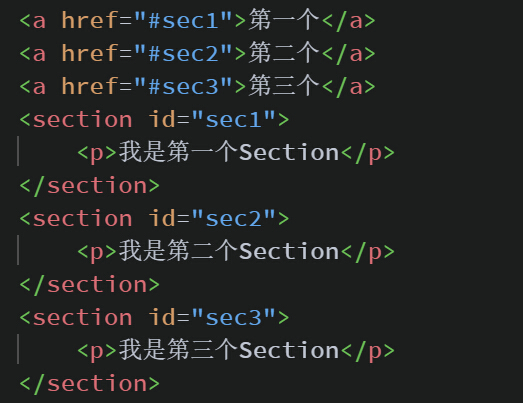 <a href="#sec1">第一个</a>
<a href="#sec2">第二个</a>
<a href="#sec3">第三个</a>
<section id="sec1">
    <p>我是第一个Section</p>
</section>
<section id="sec2">
    <p>我是第二个Section</p>
</section>
<section id="sec3">
    <p>我是第三个Section</p>
</section>